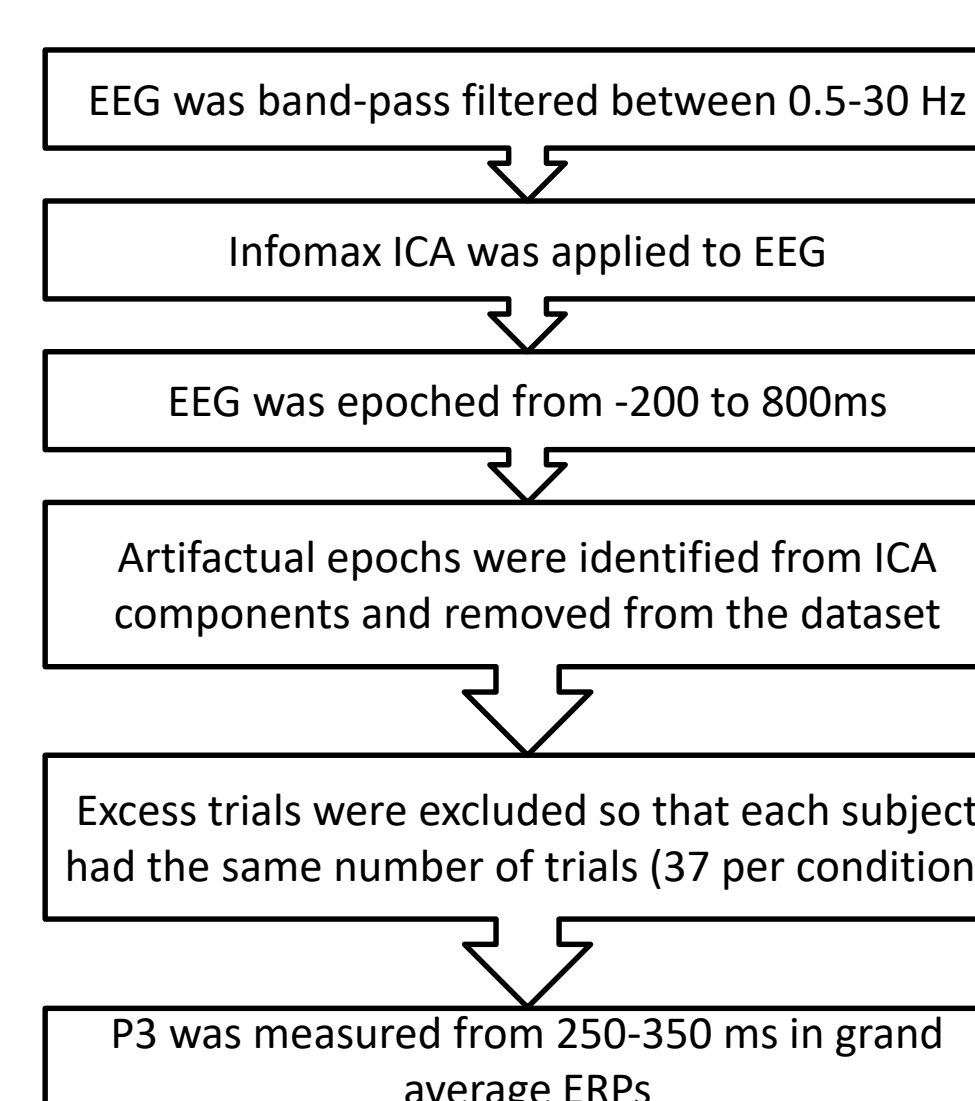 EEG was band-pass filtered between 0.5-30 Hz
Infomax ICA was applied to EEG
EEG was epoched from -200 to 800ms
Artifactual epochs were identified from ICA
components and removed from the dataset
Excess trials were excluded so that each subject
had the same number of trials (37 per condition
P3 was measured from 250-350 ms in grand
average ERPs